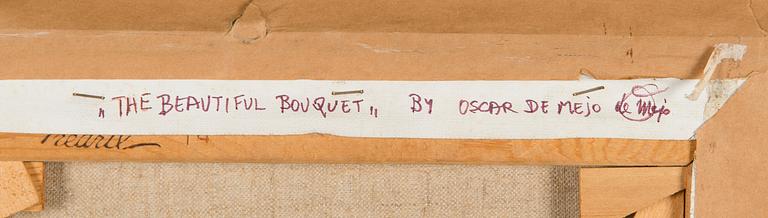 „ THE BEAUTIFUL BOUQUET „ BY OSCAR DE MEJO de Mejo